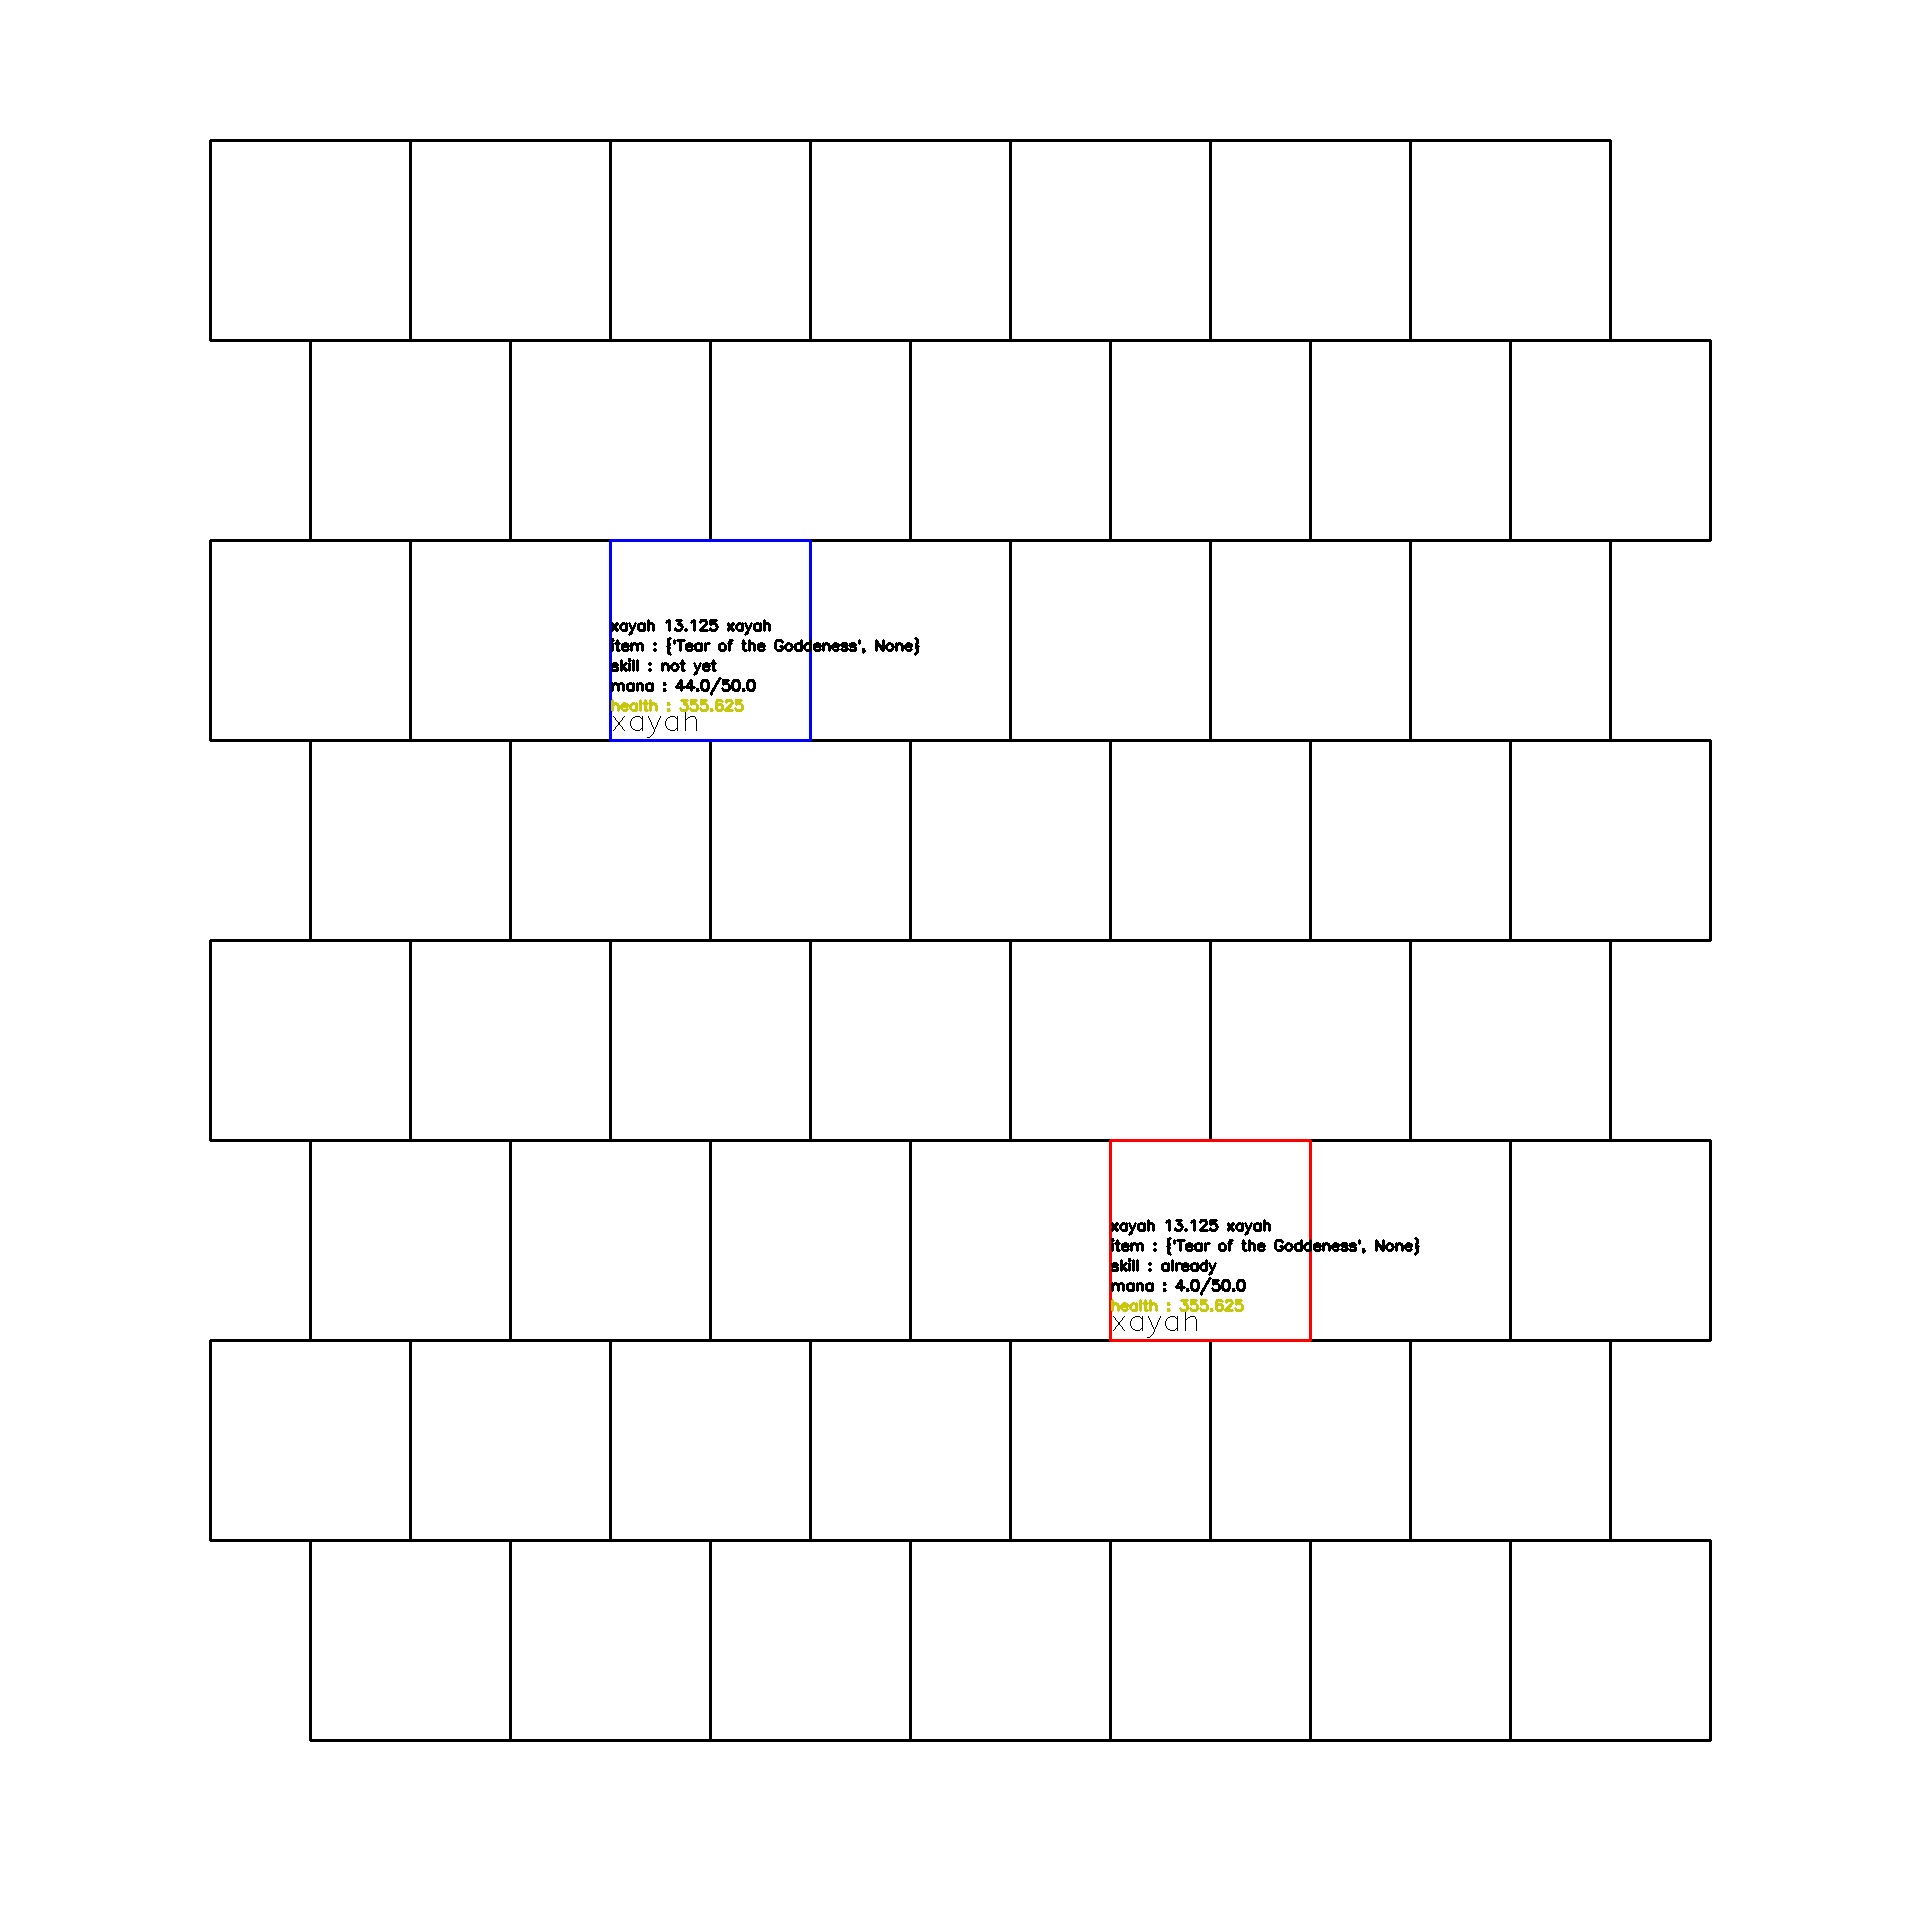 xayah 13.125 xayah
item : {'Tear of the Goddeness', None}
skill : not yet
mana : 44.0/50.0
health : 355.625
xayah
xayah 13.125 xayah
item : {'Tear of the Goddeness', None}
skill : already
mana : 4.0/50.0
health : 355.625
xayah